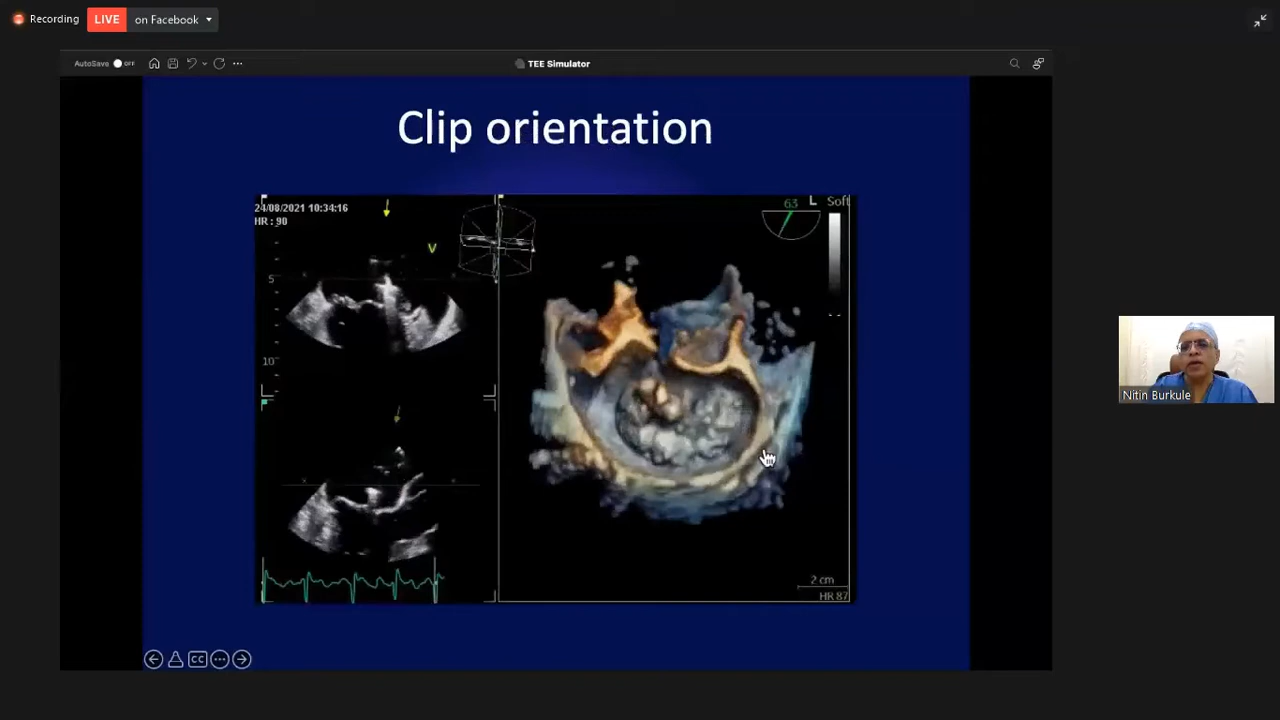 Recording
LIVE on Facebook
AutoSave OFF
TEE Simulator
Clip orientation
24/08/2021 10:34:16
HR : 90
V
5
10
63
L
Soft
2 cm
HR 87
CC
Nitin Burkule